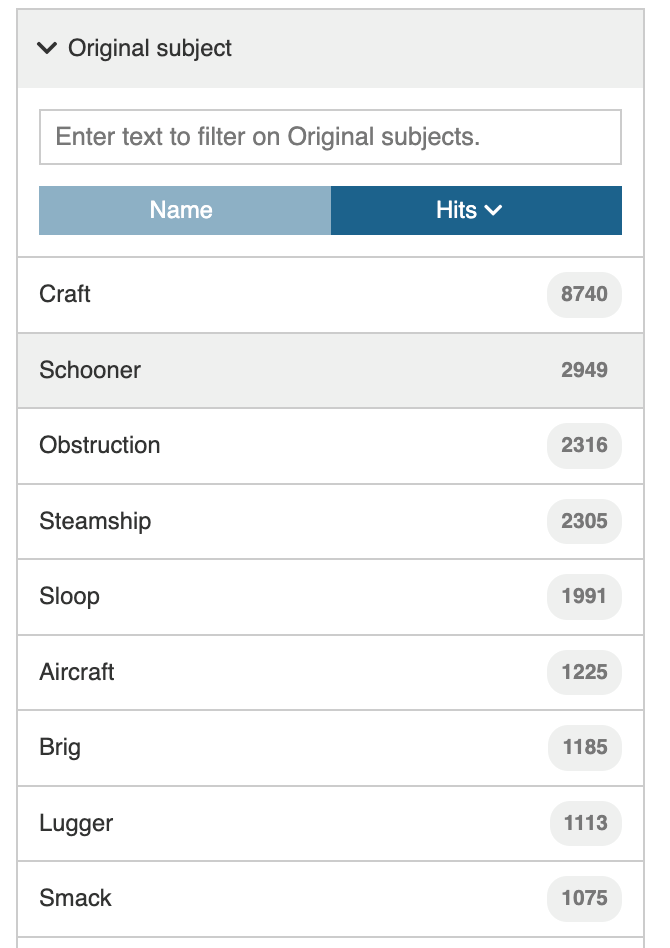 Original subject
Enter text to filter on Original subjects.
Name Hits
Craft 8740
Schooner 2949
Obstruction 2316
Steamship 2305
Sloop 1991
Aircraft 1225
Brig 1185
Lugger 1113
Smack 1075